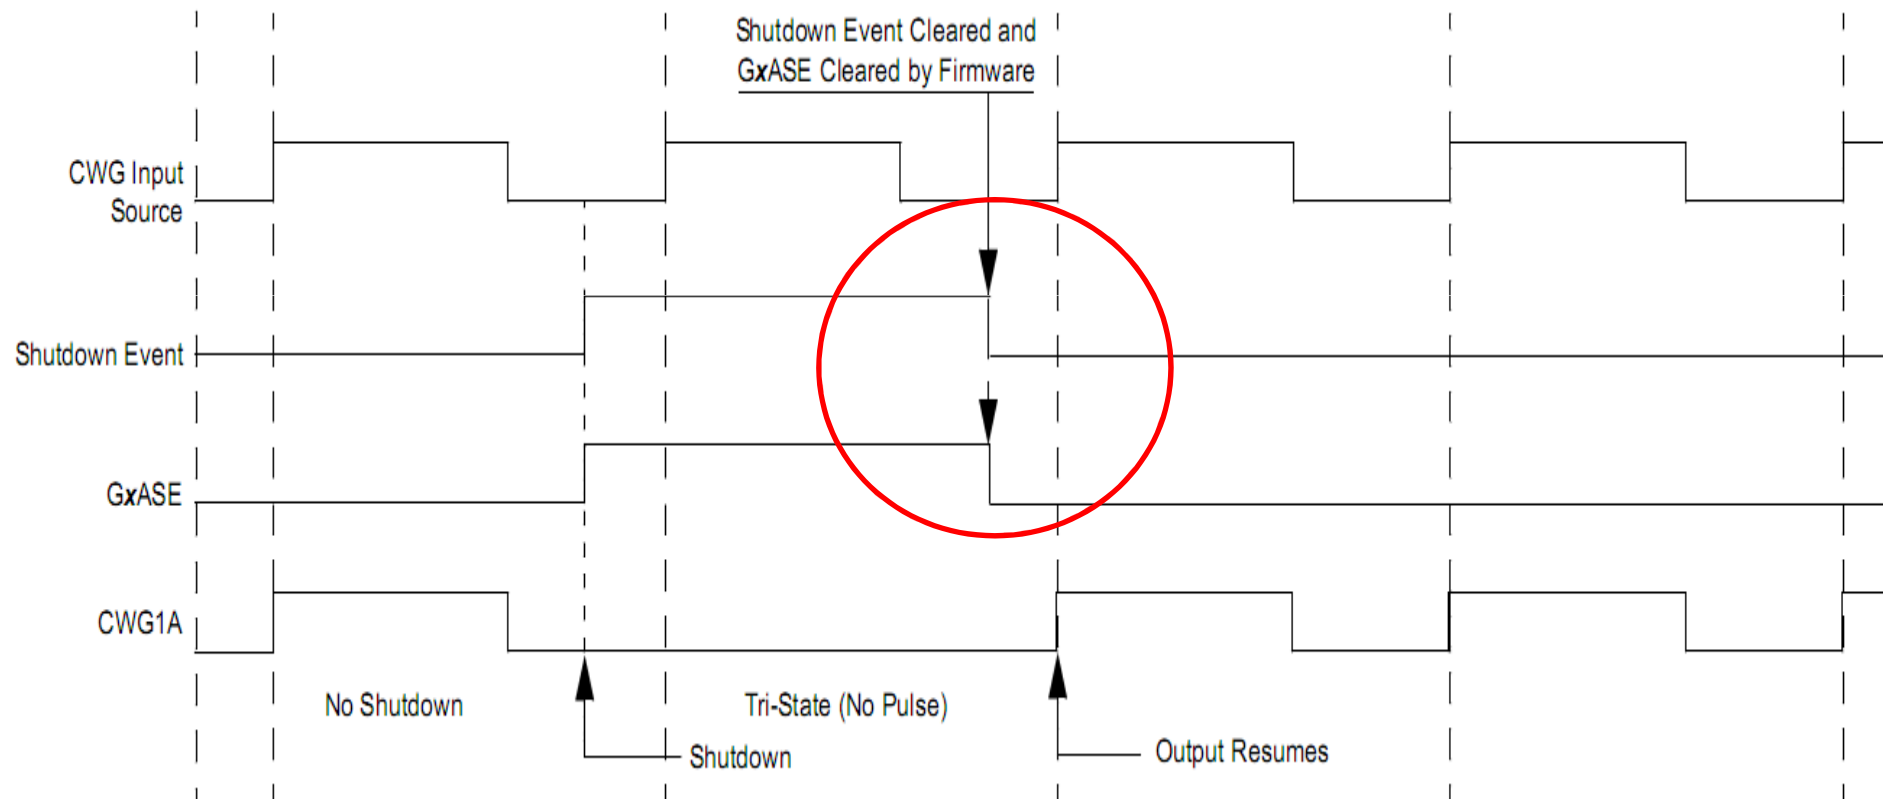 Shutdown Event Cleared and
GxASE Cleared by Firmware
CWG Input
Source
Shutdown Event
GxASE
CWG1A
No Shutdown
Tri-State (No Pulse)
Shutdown
Output Resumes